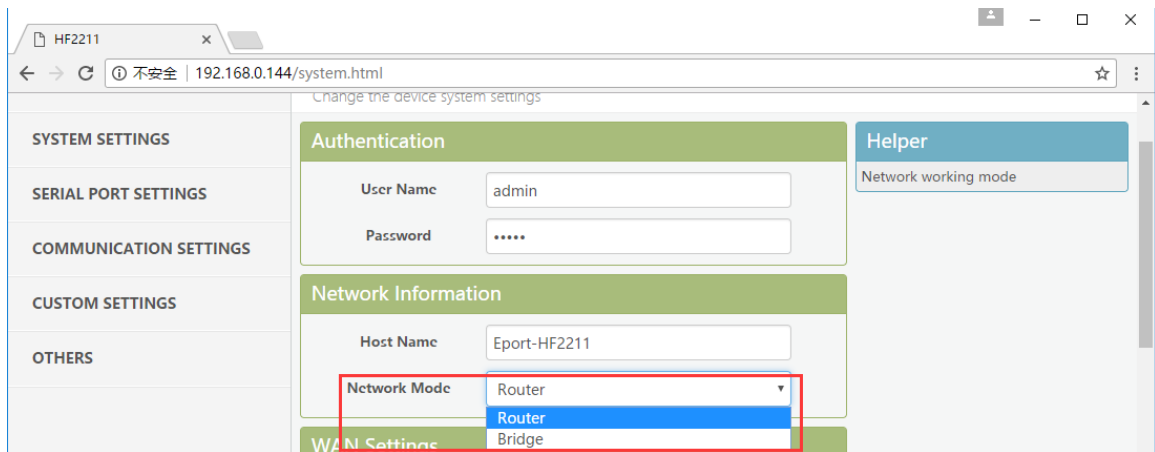 HF2211
不安全 | 192.168.0.144/system.html
Change the device system settings
SYSTEM SETTINGS
SERIAL PORT SETTINGS
COMMUNICATION SETTINGS
CUSTOM SETTINGS
OTHERS
Authentication
User Name admin
Password •••••
Network Information
Host Name Eport-HF2211
Network Mode Router
Router
Bridge
WAN Settings
Helper
Network working mode